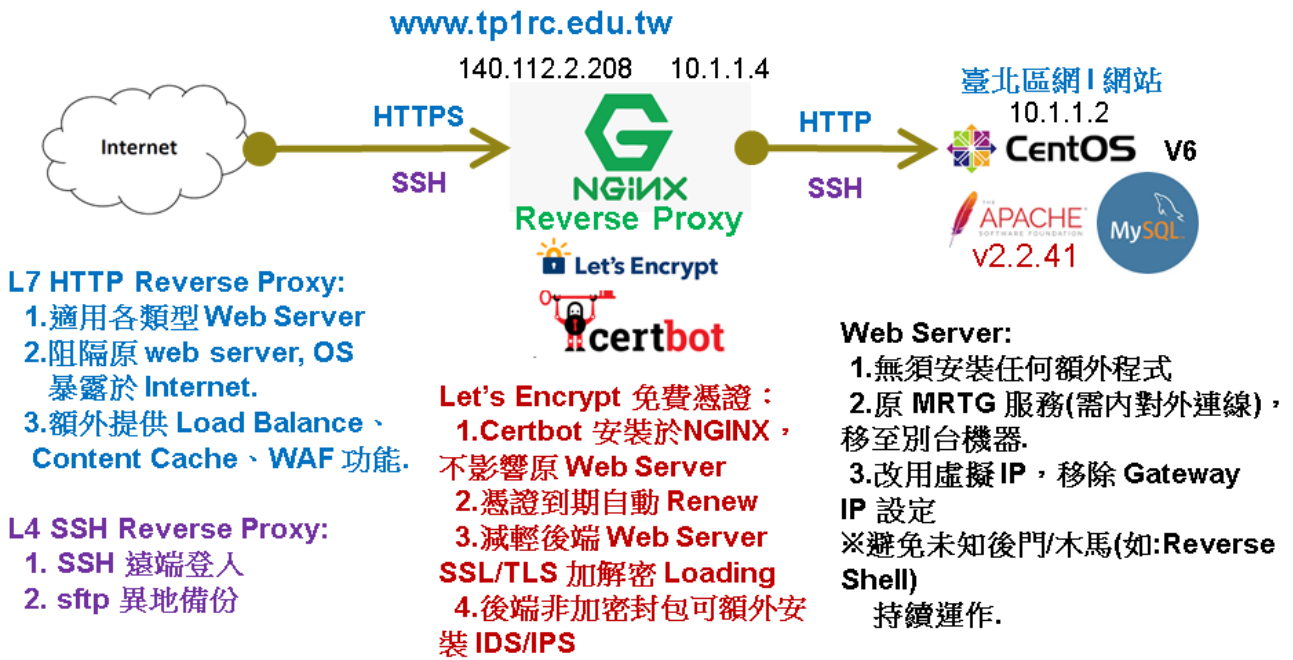 www.tp1rc.edu.tw
140.112.2.208 10.1.1.4
臺北區網 I 網站
10.1.1.2
Internet
HTTPS
SSH
NGiNX
Reverse Proxy
HTTP
SSH
CentOS V6
THE
APACHE
SOFTWARE FOUNDATION
v2.2.41
MySQL
Let's Encrypt
certbot
L7 HTTP Reverse Proxy:
1.適用各類型 Web Server
2.阻隔原 web server, OS
暴露於 Internet.
3.額外提供 Load Balance、
Content Cache、WAF 功能.
L4 SSH Reverse Proxy:
1. SSH 遠端登入
2. sftp 異地備份
Let's Encrypt 免費憑證：
1.Certbot 安裝於NGINX，
不影響原 Web Server
2.憑證到期自動 Renew
3.減輕後端 Web Server
SSL/TLS 加解密 Loading
4.後端非加密封包可額外安
裝 IDS/IPS
Web Server:
1.無須安裝任何額外程式
2.原 MRTG 服務(需內對外連線)，
移至別台機器.
3.改用虛擬 IP，移除 Gateway
IP 設定
※避免未知後門/木馬(如:Reverse
Shell)
持續運作.